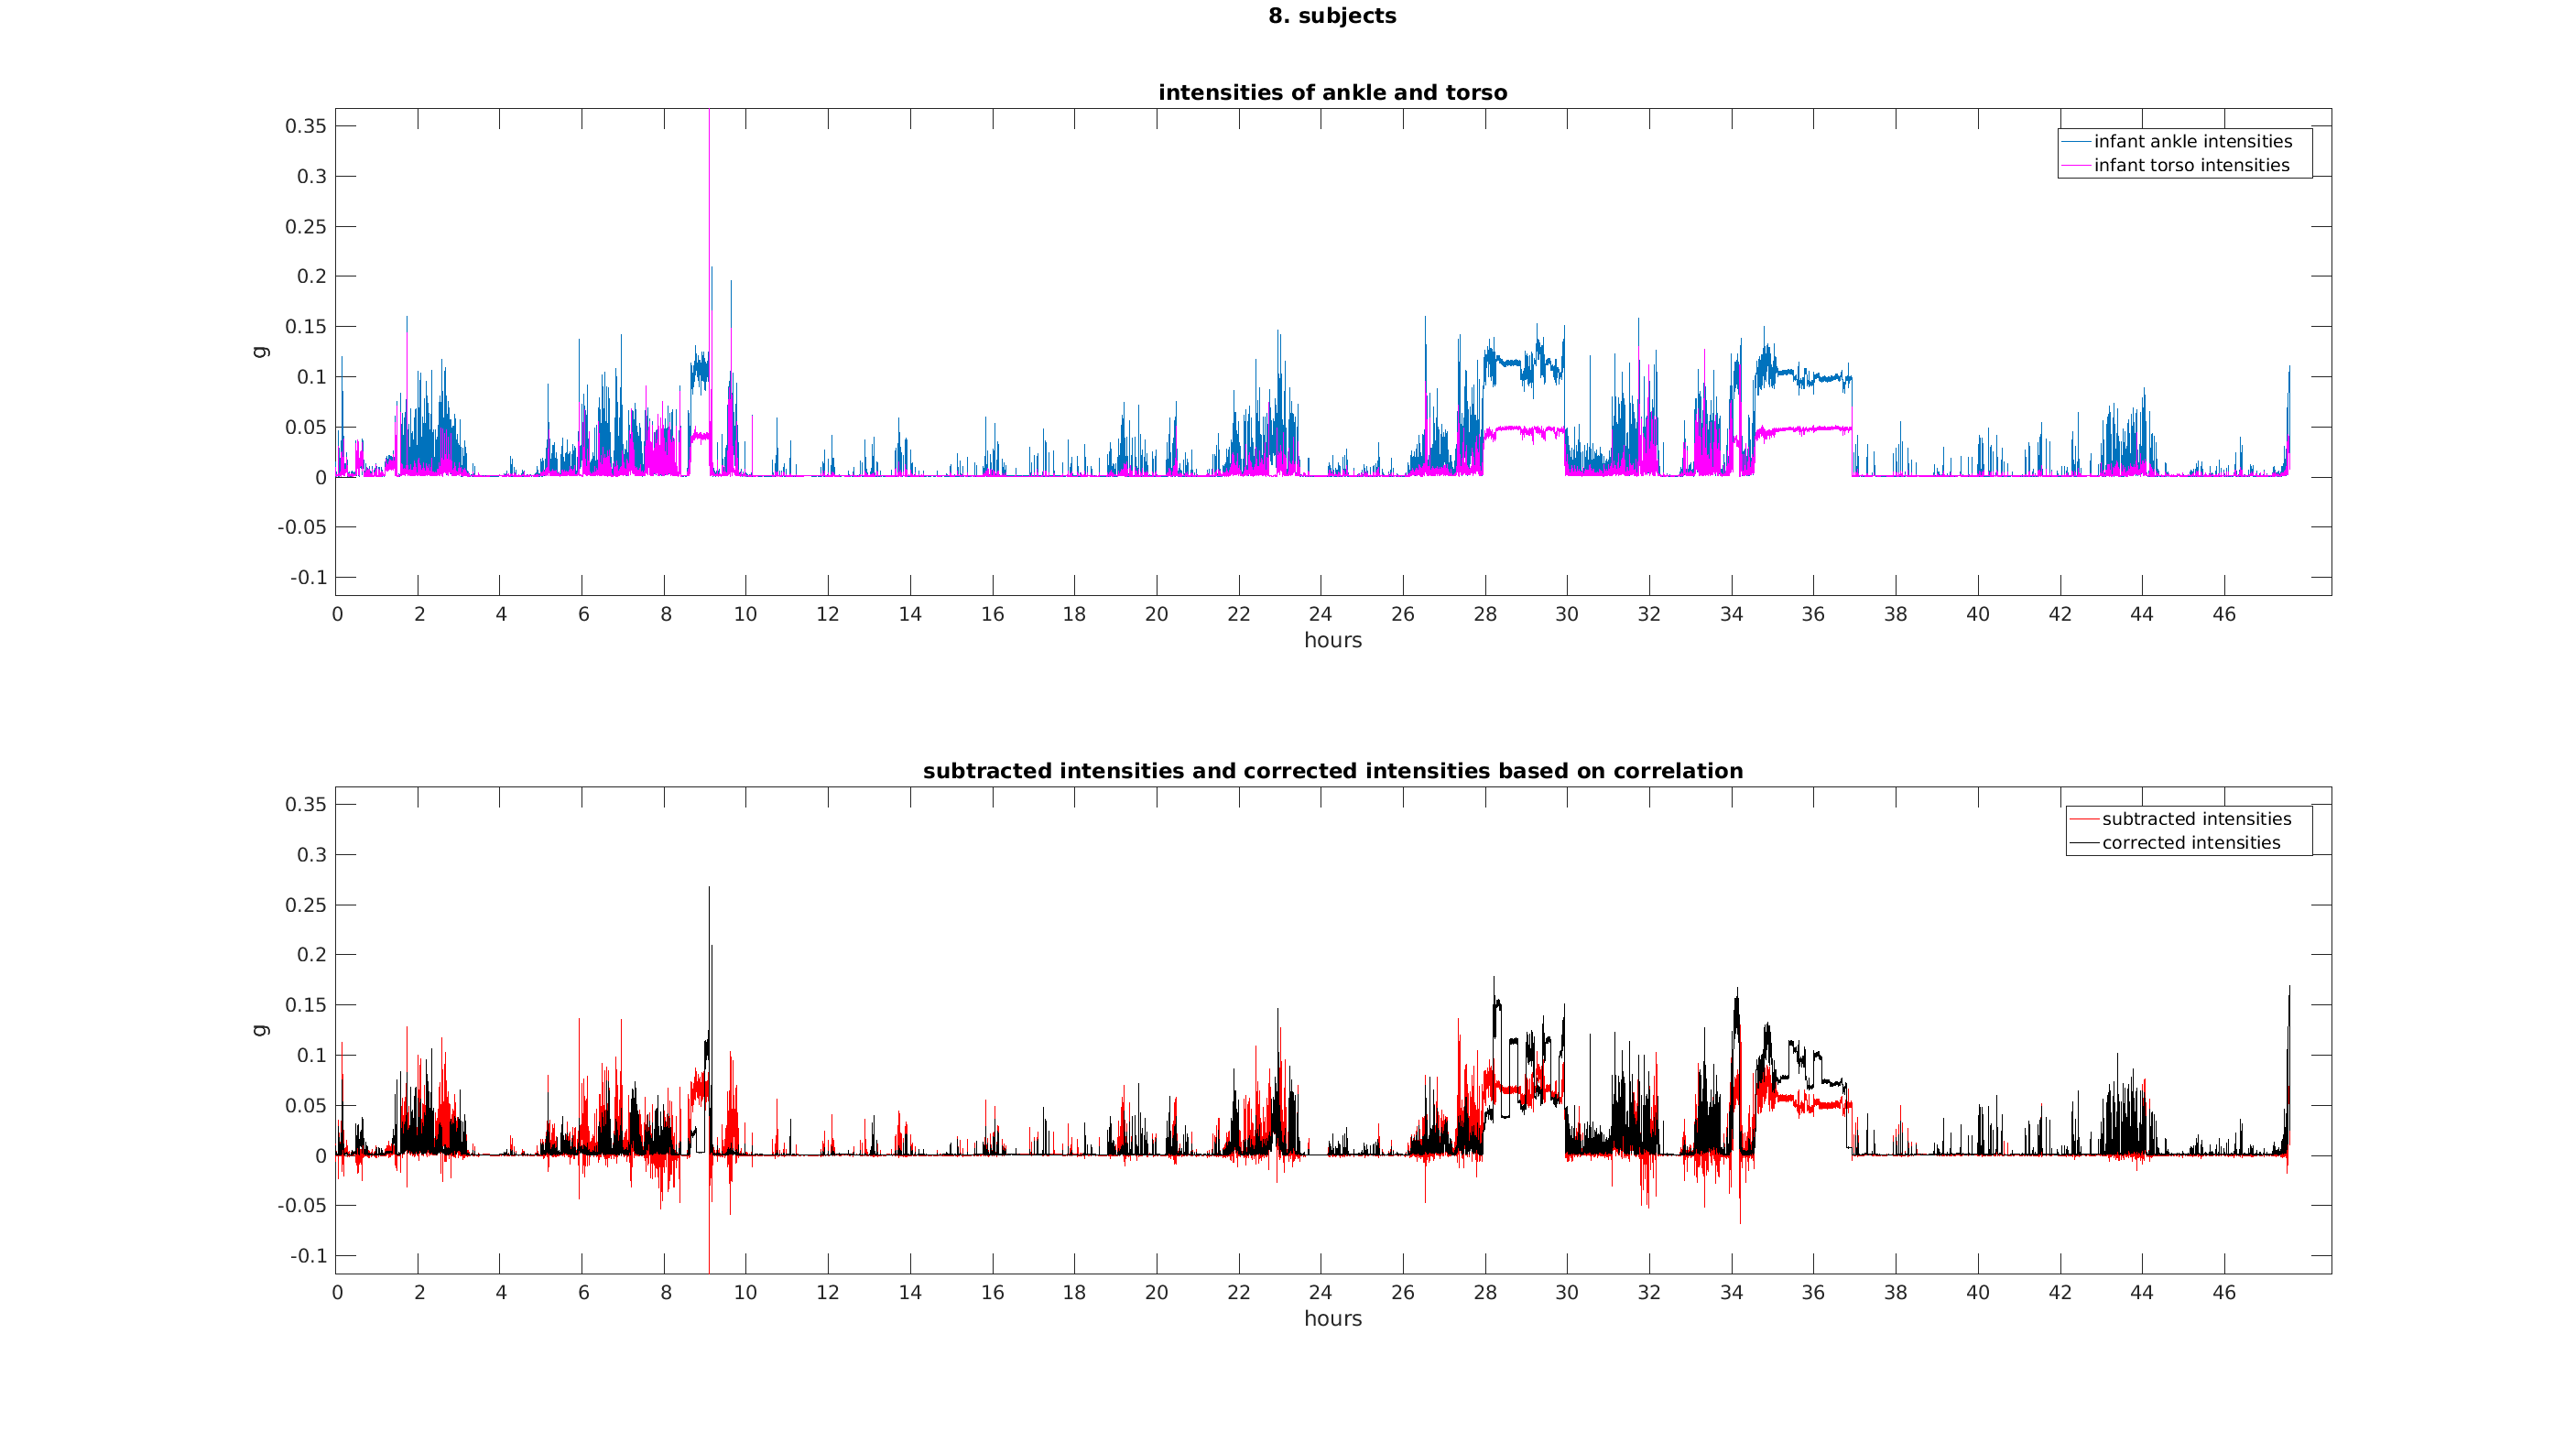 8. subjects
intensities of ankle and torso
0.35
0.3
0.25
0.2
0.15
0.1
0.05
0
-0.05
-0.1
g
infant ankle intensities
infant torso intensities
0 2 4 6 8 10 12 14 16 18 20 22 24 26 28 30 32 34 36 38 40 42 44 46
hours
subtracted intensities and corrected intensities based on correlation
0.35
0.3
0.25
0.2
0.15
0.1
0.05
0
-0.05
-0.1
g
subtracted intensities
corrected intensities
0 2 4 6 8 10 12 14 16 18 20 22 24 26 28 30 32 34 36 38 40 42 44 46
hours